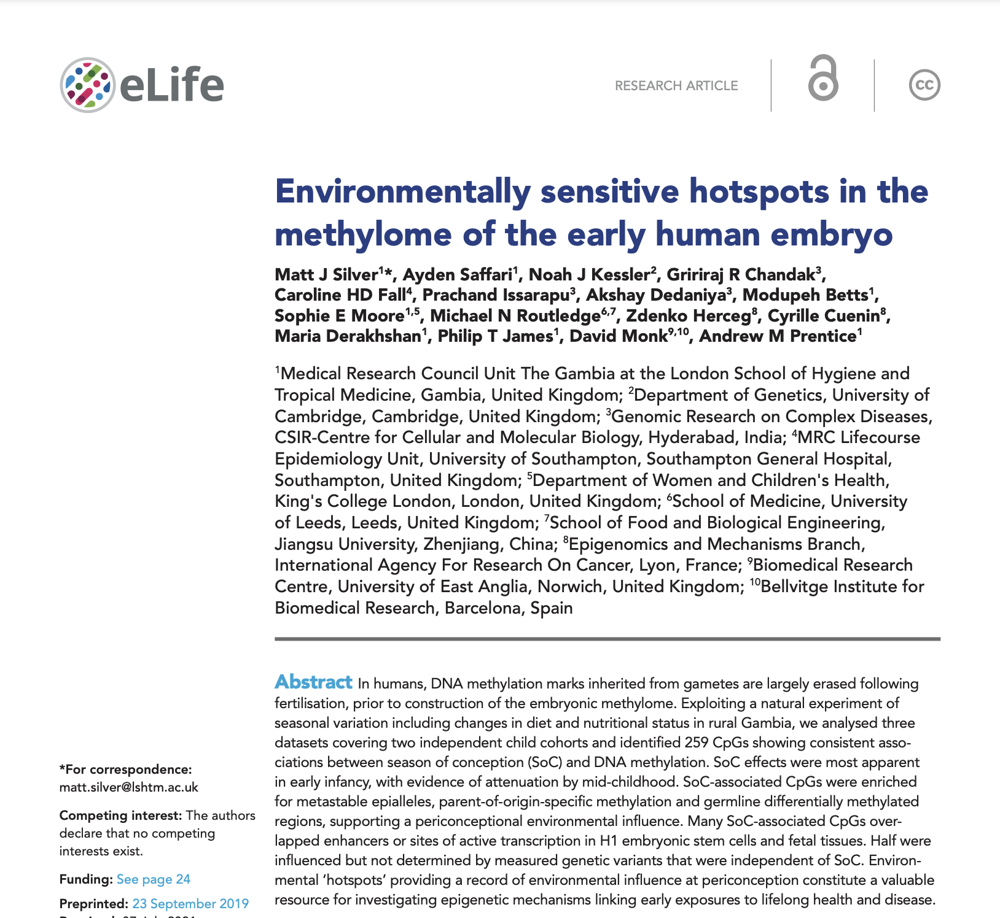 eLife
RESEARCH ARTICLE
cc
Environmentally sensitive hotspots in the
methylome of the early human embryo
Matt J Silver1*, Ayden Saffari1, Noah J Kessler2, Gririraj R Chandak3,
Caroline HD Fall4, Prachand Issarapu3, Akshay Dedaniya3, Modupeh Betts1,
Sophie E Moore1,5, Michael N Routledge6,7, Zdenko Herceg8, Cyrille Cuenin8,
Maria Derakhshan1, Philip T James1, David Monk9,10, Andrew M Prentice1
1Medical Research Council Unit The Gambia at the London School of Hygiene and
Tropical Medicine, Gambia, United Kingdom; 2Department of Genetics, University of
Cambridge, Cambridge, United Kingdom; 3Genomic Research on Complex Diseases,
CSIR-Centre for Cellular and Molecular Biology, Hyderabad, India; 4MRC Lifecourse
Epidemiology Unit, University of Southampton, Southampton General Hospital,
Southampton, United Kingdom; 5Department of Women and Children's Health,
King's College London, London, United Kingdom; 6School of Medicine, University
of Leeds, Leeds, United Kingdom; 7School of Food and Biological Engineering,
Jiangsu University, Zhenjiang, China; 8Epigenomics and Mechanisms Branch,
International Agency For Research On Cancer, Lyon, France; 9Biomedical Research
Centre, University of East Anglia, Norwich, United Kingdom; 10Bellvitge Institute for
Biomedical Research, Barcelona, Spain
Abstract In humans, DNA methylation marks inherited from gametes are largely erased following
fertilisation, prior to construction of the embryonic methylome. Exploiting a natural experiment of
seasonal variation including changes in diet and nutritional status in rural Gambia, we analysed three
datasets covering two independent child cohorts and identified 259 CpGs showing consistent asso-
ciations between season of conception (SoC) and DNA methylation. SoC effects were most apparent
in early infancy, with evidence of attenuation by mid-childhood. SoC-associated CpGs were enriched
for metastable epialleles, parent-of-origin-specific methylation and germline differentially methylated
regions, supporting a periconceptional environmental influence. Many SoC-associated CpGs over-
lapped enhancers or sites of active transcription in H1 embryonic stem cells and fetal tissues. Half were
influenced but not determined by measured genetic variants that were independent of SoC. Environ-
mental ‘hotspots’ providing a record of environmental influence at periconception constitute a valuable
resource for investigating epigenetic mechanisms linking early exposures to lifelong health and disease.
*For correspondence:
matt.silver@lshtm.ac.uk
Competing interest: The authors
declare that no competing
interests exist.
Funding: See page 24
Preprinted: 23 September 2019